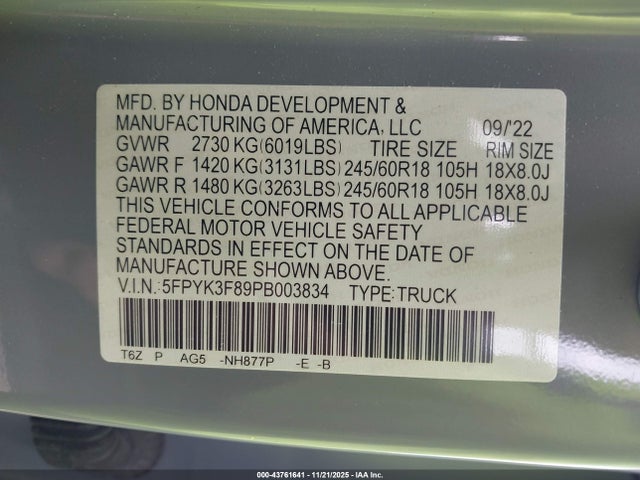 MFD. BY HONDA DEVELOPMENT &
MANUFACTURING OF AMERICA, LLC 09/'22
GVWR 2730 KG(6019LBS) TIRE SIZE RIM SIZE
GAWR F 1420 KG(3131LBS) 245/60R18 105H 18X8.0J
GAWR R 1480 KG(3263LBS) 245/60R18 105H 18X8.0J
THIS VEHICLE CONFORMS TO ALL APPLICABLE
FEDERAL MOTOR VEHICLE SAFETY
STANDARDS IN EFFECT ON THE DATE OF
MANUFACTURE SHOWN ABOVE.
V.I.N.: 5FPYK3F89PB003834 TYPE: TRUCK
T6Z P AG5 -NH877P -E -B
000-43761641 - 11/21/2025 - IAA Inc.